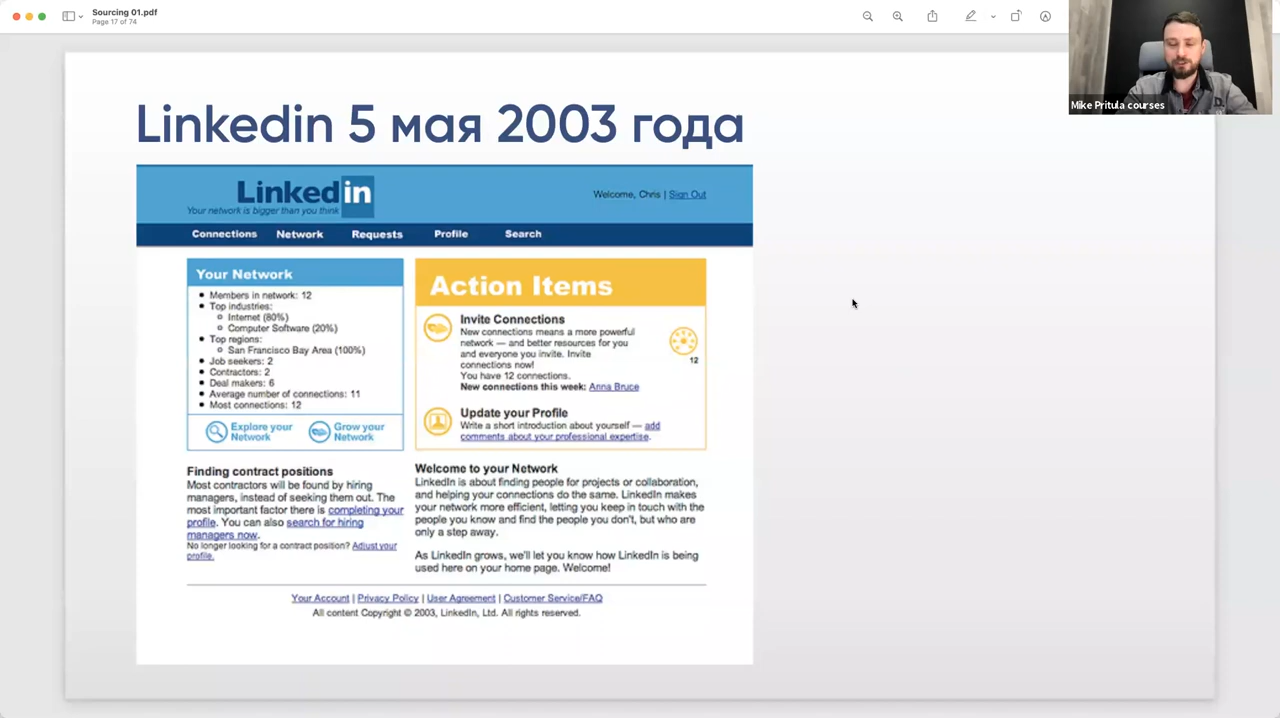 Sourcing 01.pdf
Page 17 of 74
Mike Pritula courses
Linkedin 5 мая 2003 года
Linkedin
Your network is bigger than you think
Welcome, Chris | Sign Out
Connections Network Requests Profile Search
Your Network
Members in network: 12
Top industries:
Internet (80%)
Computer Software (20%)
Top regions:
San Francisco Bay Area (100%)
Job seekers: 2
Contractors: 2
Deal makers: 6
Average number of connections: 11
Most connections: 12
Explore your
Network
Grow your
Network
Action Items
Invite Connections
New connections means a more powerful
network — and better resources for you
and everyone you invite. Invite
connections now!
You have 12 connections.
New connections this week: Anna Bruce
12
Update your Profile
Write a short introduction about yourself — add
comments about your professional expertise.
Finding contract positions
Most contractors will be found by hiring
managers, instead of seeking them out. The
most important factor there is completing your
profile. You can also search for hiring
managers now.
No longer looking for a contract position? Adjust your
profile.
Welcome to your Network
LinkedIn is about finding people for projects or collaboration,
and helping your connections do the same. LinkedIn makes
your network more efficient, letting you keep in touch with the
people you know and find the people you don't, but who are
only a step away.
As LinkedIn grows, we'll let you know how LinkedIn is being
used here on your home page. Welcome!
Your Account | Privacy Policy | User Agreement | Customer Service/FAQ
All content Copyright © 2003, LinkedIn, Ltd. All rights reserved.